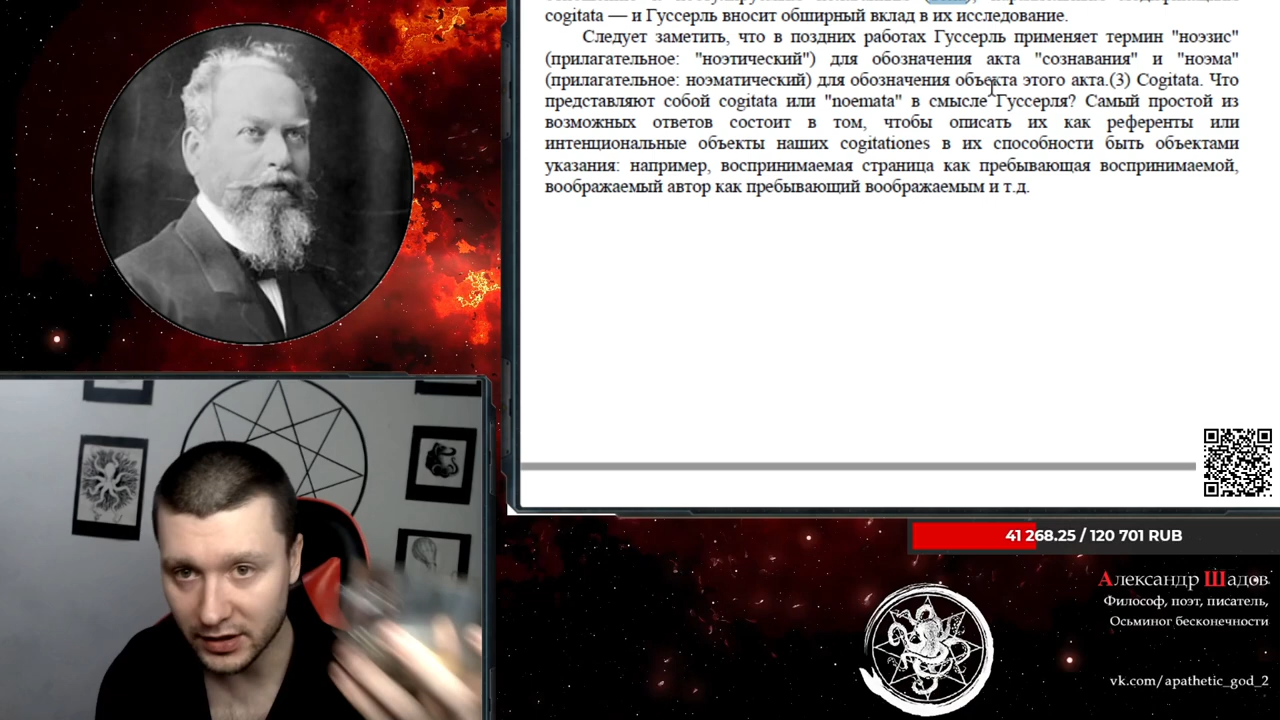 cogitata — и Гуссерль вносит обширный вклад в их исследование.
Следует заметить, что в поздних работах Гуссерль применяет термин "ноэзис"
(прилагательное: "ноэтический") для обозначения акта "сознавания" и "ноэма"
(прилагательное: ноэматический) для обозначения объекта этого акта.(3) Cogitata. Что
представляют собой cogitata или "noemata" в смысле Гуссерля? Самый простой из
возможных ответов состоит в том, чтобы описать их как референты или
интенциональные объекты наших cogitationes в их способности быть объектами
указания: например, воспринимаемая страница как пребывающая воспринимаемой,
воображаемый автор как пребывающий воображаемым и т.д.
41 268.25 / 120 701 RUB
Александр Шадов
Философ, поэт, писатель,
Осьминог бесконечности
vk.com/apathetic_god_2